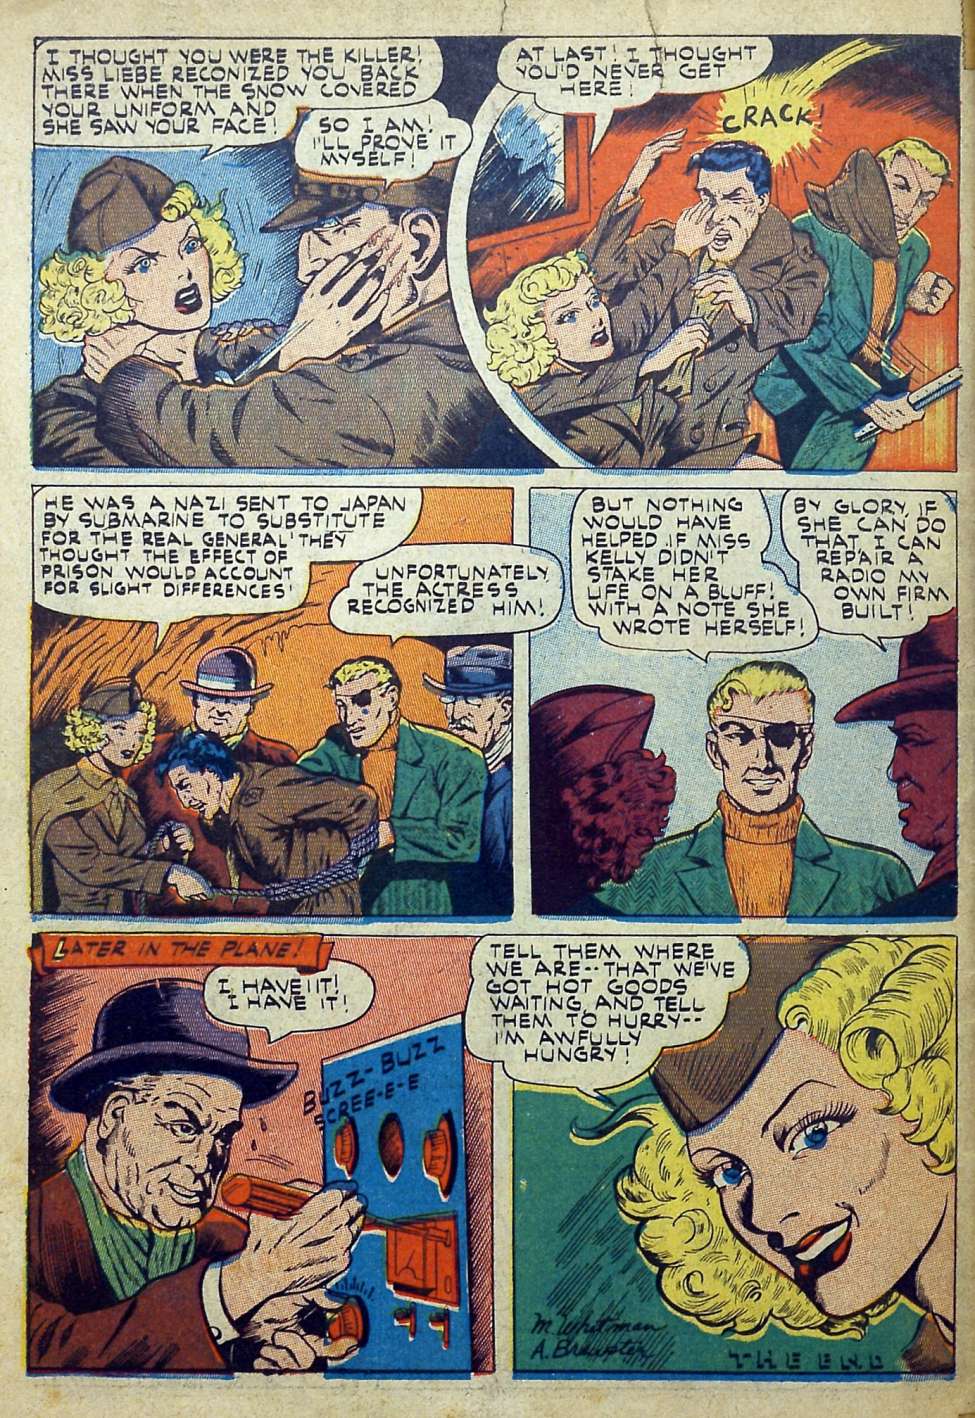 I THOUGHT YOU WERE THE KILLER!
MISS LIEBE RECONIZED YOU BACK
THERE WHEN THE SNOW COVERED
YOUR UNIFORM AND
SHE SAW YOUR FACE!
SO I AM!
I'LL PROVE IT
MYSELF!
AT LAST! I THOUGHT
YOU'D NEVER GET
HERE!
CRACK!
HE WAS A NAZI SENT TO JAPAN
BY SUBMARINE TO SUBSTITUTE
FOR THE REAL GENERAL! THEY
THOUGHT THE EFFECT OF
PRISON WOULD ACCOUNT
FOR SLIGHT DIFFERENCES!
UNFORTUNATELY,
THE ACTRESS
RECOGNIZED HIM!
BUT NOTHING
WOULD HAVE
HELPED IF MISS
KELLY DIDN'T
STAKE HER
LIFE ON A BLUFF!
WITH A NOTE SHE
WROTE HERSELF!
BY GLORY, IF
SHE CAN DO
THAT I CAN
REPAIR A
RADIO MY
OWN FIRM
BUILT!
LATER IN THE PLANE!
I HAVE IT!
I HAVE IT!
BUZZ-BUZZ
SCREE-E-E
TELL THEM WHERE
WE ARE--THAT WE'VE
GOT HOT GOODS
WAITING, AND TELL
THEM TO HURRY--
I'M AWFULLY
HUNGRY!
M. Whitman
A. Brewster
THE END